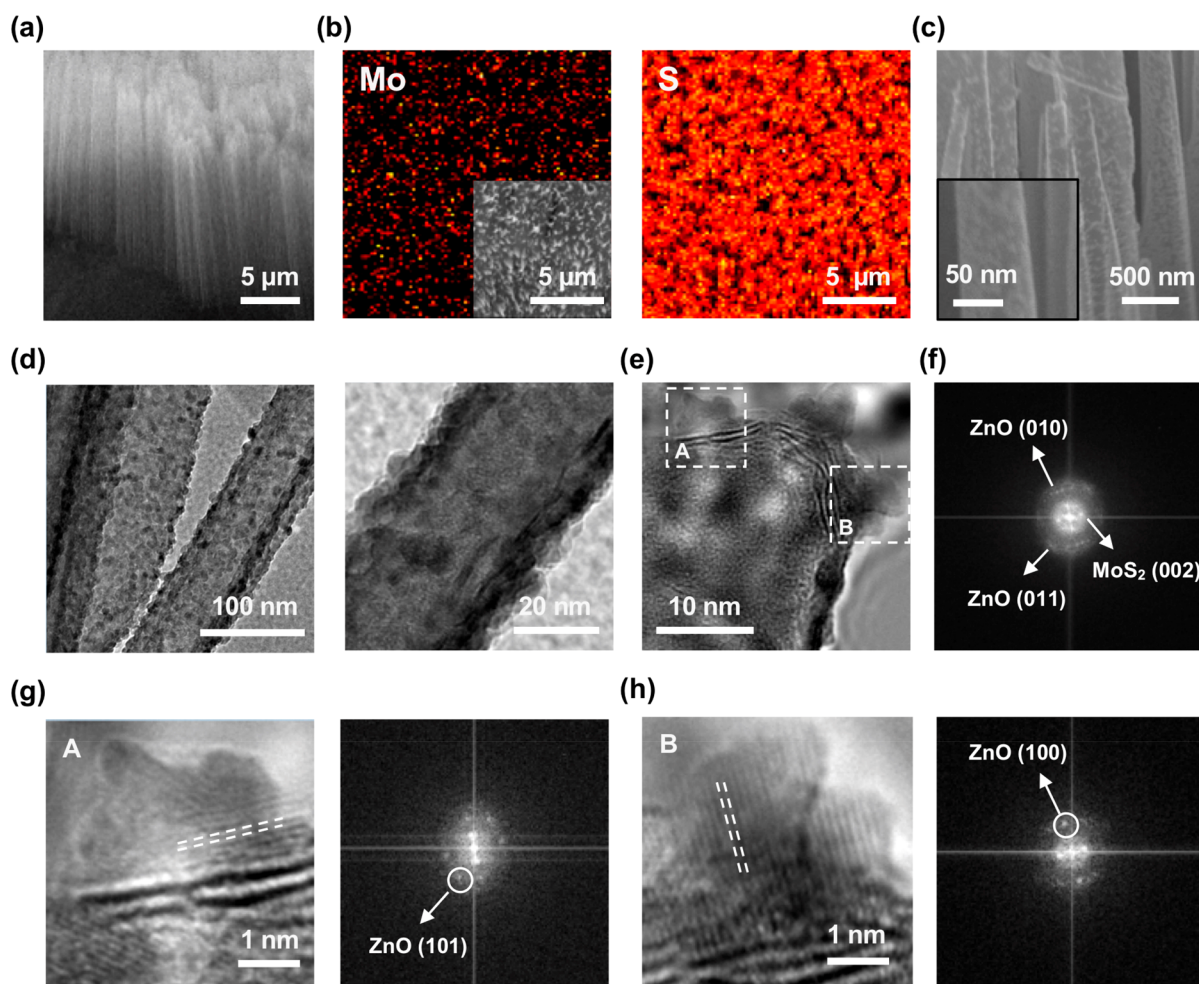 (a)
(b)
(c)
Mo
S
5 µm
5 µm
5 µm
50 nm
500 nm
(d)
(e)
(f)
A
B
ZnO (010)
MoS₂ (002)
ZnO (011)
100 nm
20 nm
10 nm
(g)
(h)
A
B
ZnO (100)
ZnO (101)
1 nm
1 nm